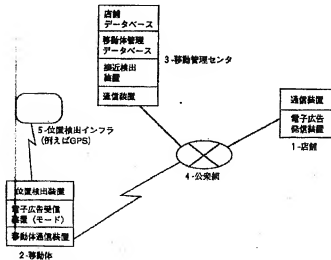 店舗
データベース
移動体管理
データベース
接近検出
装置
通信装置
3-移動管理センタ
通信装置
電子広告
発信装置
1-店舗
5-位置検出インフラ
(例えばGPS)
4-公衆網
位置検出装置
電子広告受信
装置(モード)
移動体通信装置
2-移動体